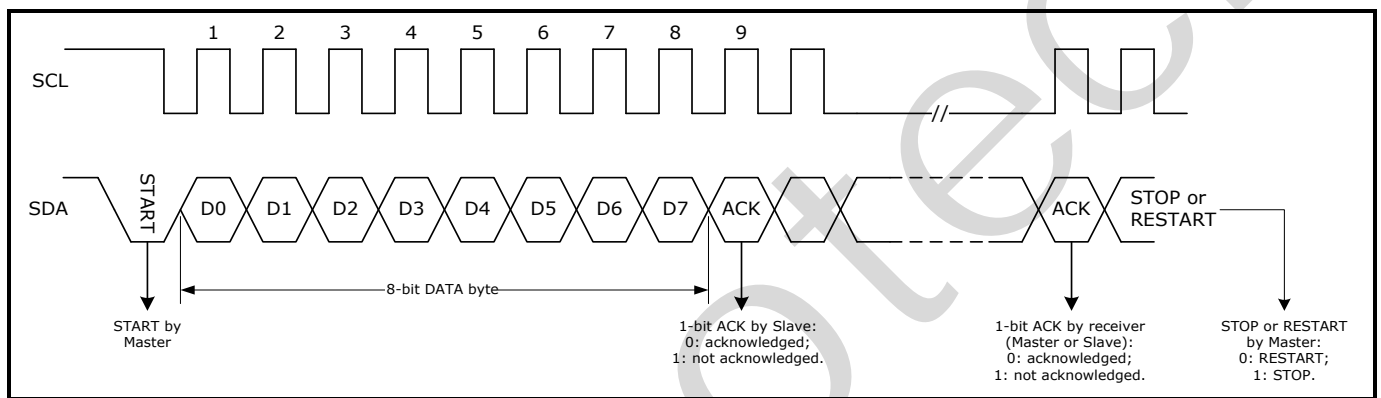 1 2 3 4 5 6 7 8 9
SCL
//
SDA
START
D0 D1 D2 D3 D4 D5 D6 D7 ACK
ACK
STOP or
RESTART
8-bit DATA byte
START by
Master
1-bit ACK by Slave:
0: acknowledged;
1: not acknowledged.
1-bit ACK by receiver
(Master or Slave):
0: acknowledged;
1: not acknowledged.
STOP or RESTART
by Master:
0: RESTART;
1: STOP.
otec